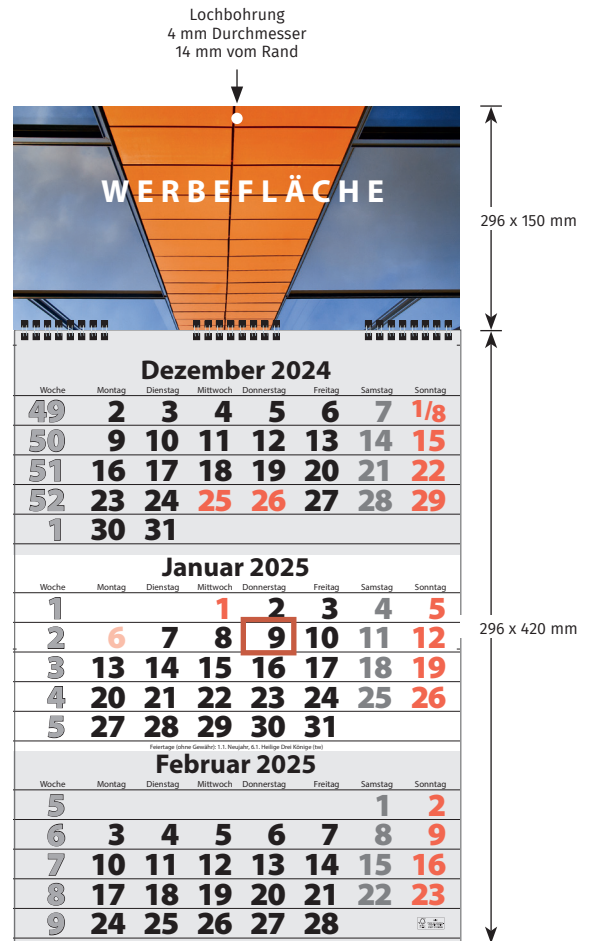 Lochbohrung
4 mm Durchmesser
14 mm vom Rand
WERBEFLÄCHE
296 x 150 mm
Dezember 2024
Woche Montag Dienstag Mittwoch Donnerstag Freitag Samstag Sonntag
49 2 3 4 5 6 7 1/8
50 9 10 11 12 13 14 15
51 16 17 18 19 20 21 22
52 23 24 25 26 27 28 29
1 30 31
Januar 2025
Woche Montag Dienstag Mittwoch Donnerstag Freitag Samstag Sonntag
1 1 2 3 4 5
2 6 7 8 9 10 11 12
296 x 420 mm
3 13 14 15 16 17 18 19
4 20 21 22 23 24 25 26
5 27 28 29 30 31
Feiertage (ohne Gewähr): 1.1. Neujahr, 6.1. Heilige Drei Könige (tw)
Februar 2025
Woche Montag Dienstag Mittwoch Donnerstag Freitag Samstag Sonntag
5 1 2
6 3 4 5 6 7 8 9
7 10 11 12 13 14 15 16
8 17 18 19 20 21 22 23
9 24 25 26 27 28